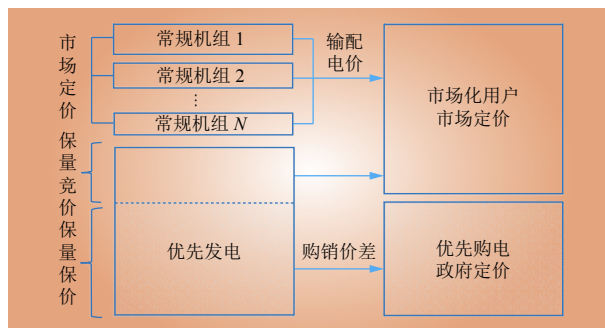 市场定价
常规机组 1
常规机组 2
⋮
常规机组 N
输配
电价
市场化用户
市场定价
保量竞价
保量保价
优先发电
购销价差
优先购电
政府定价